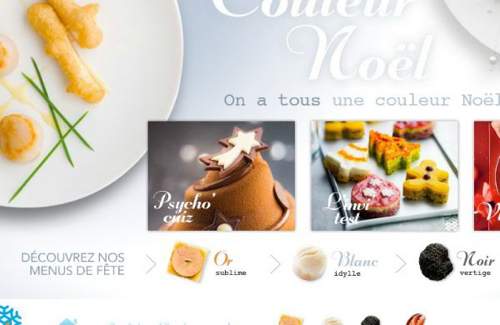 Couleur
Noël
On a tous une couleur Noël
Psycho'
quiz
L'invi
test
DÉCOUVREZ NOS
MENUS DE FÊTE
Or
sublime
Blanc
idylle
Noir
vertige